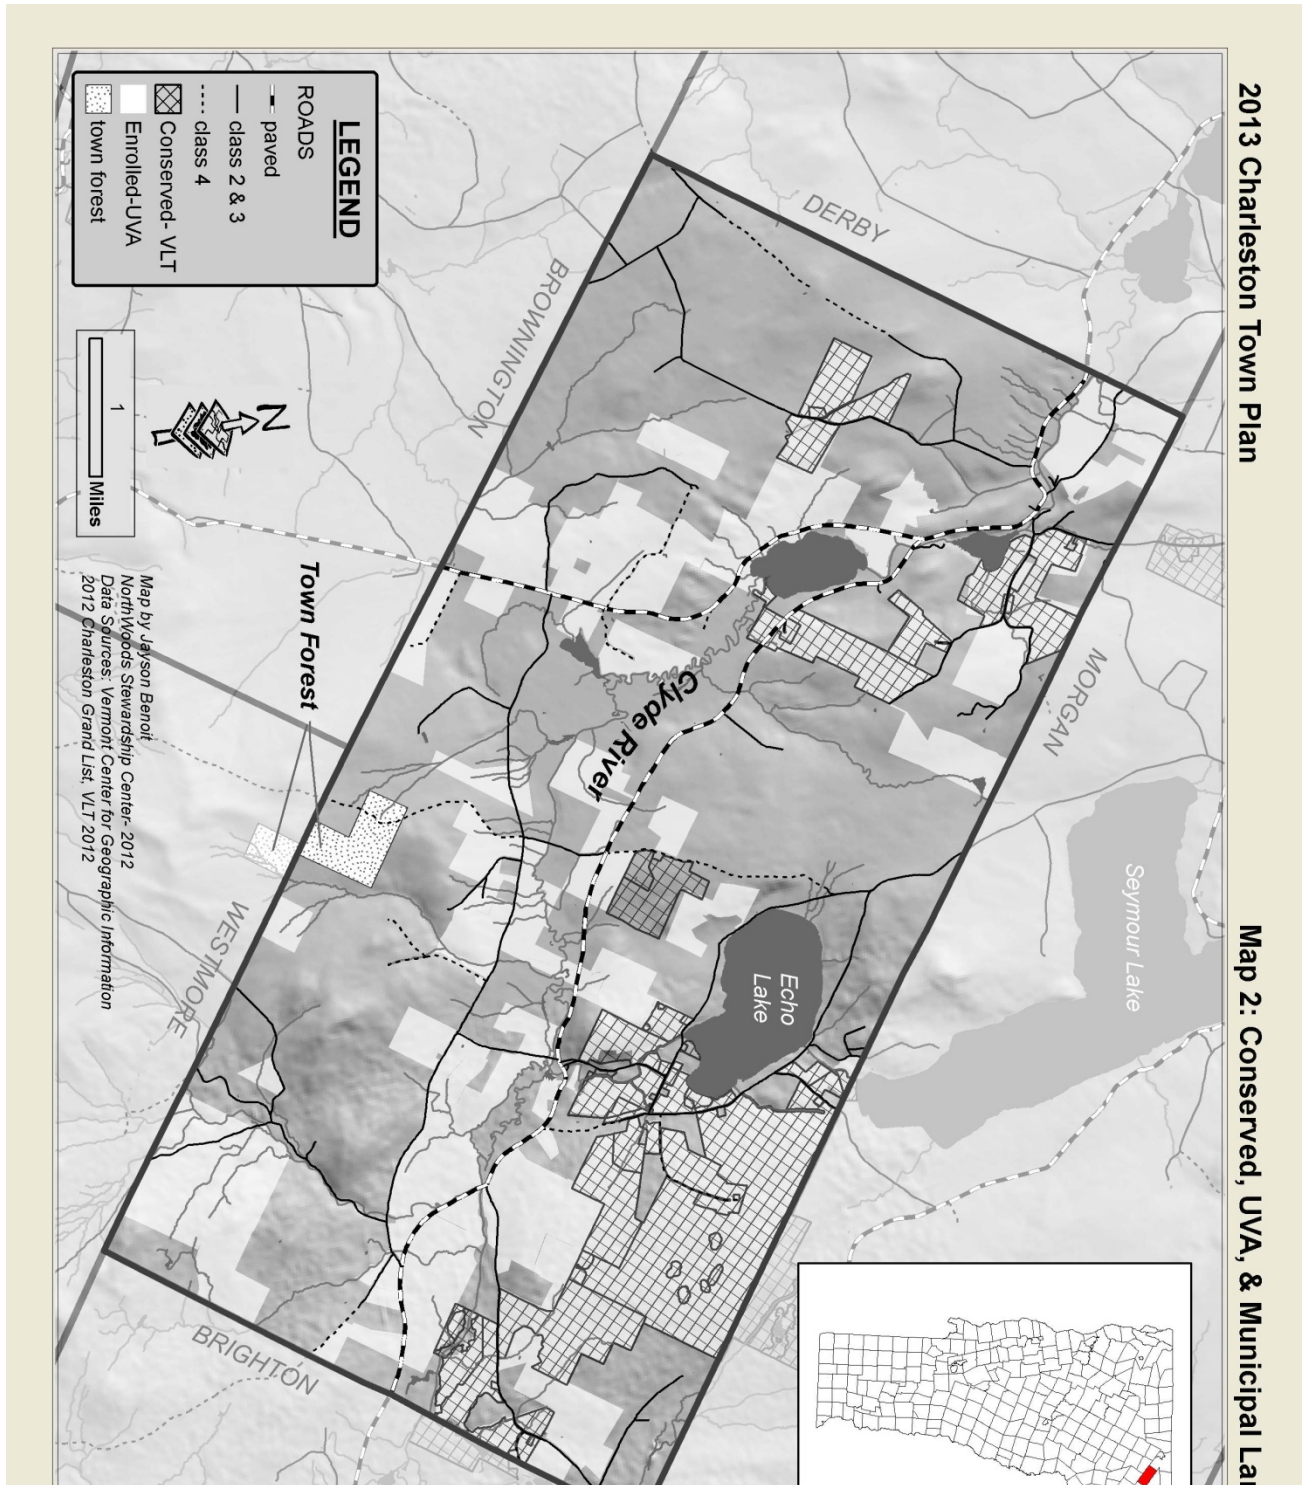 2013 Charleston Town Plan
Map 2: Conserved, UVA, & Municipal Lan
LEGEND
ROADS
paved
class 2 & 3
class 4
Conserved- VLT
Enrolled-UVA
town forest
N
1
Miles
DERBY
BROWNINGTON
MORGAN
WESTMORE
BRIGHTON
Seymour Lake
Echo
Lake
Clyde River
Town Forest
Map by Jayson Benoit
NorthWoods Stewardship Center- 2012
Data Sources: Vermont Center for Geographic Information
2012 Charleston Grand List, VLT 2012